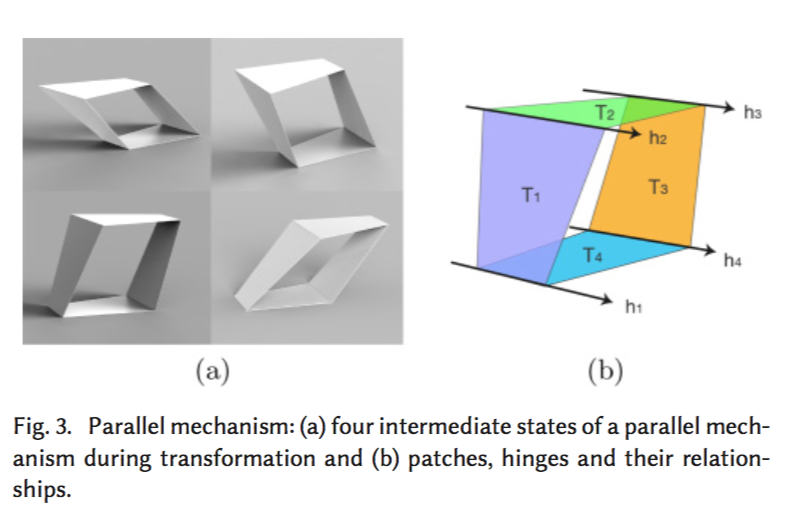 T2
h3
h2
T1
T3
T4
h4
h1
(a)
(b)
Fig. 3. Parallel mechanism: (a) four intermediate states of a parallel mech-
anism during transformation and (b) patches, hinges and their relation-
ships.